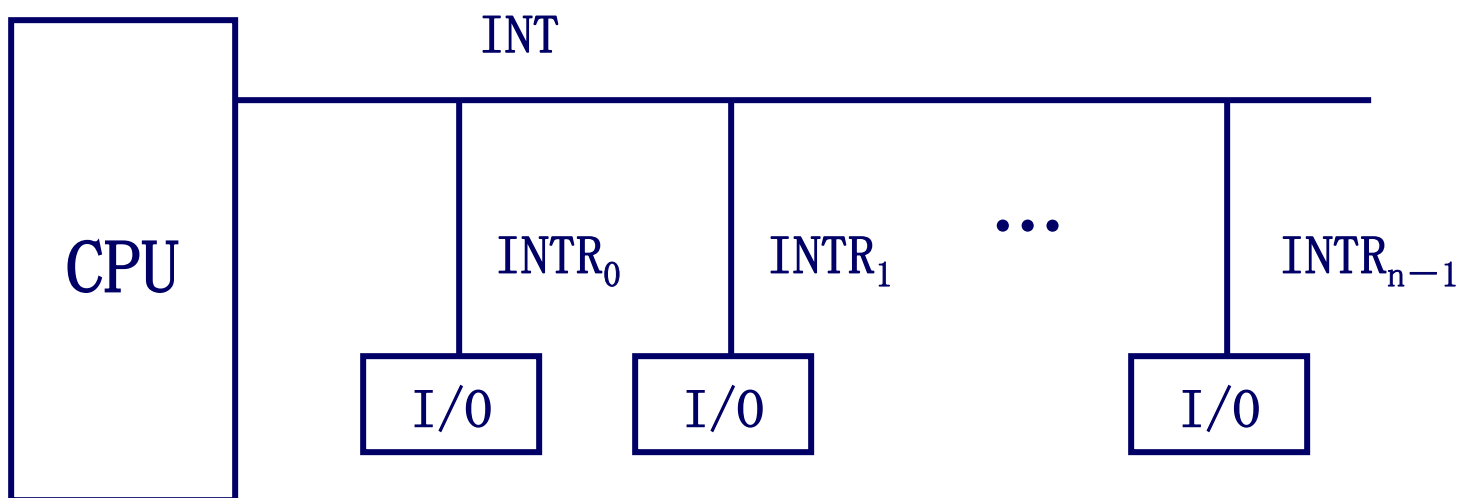 INT
CPU
INTR₀
INTR₁
...
INTRₙ₋₁
I/O
I/O
I/O